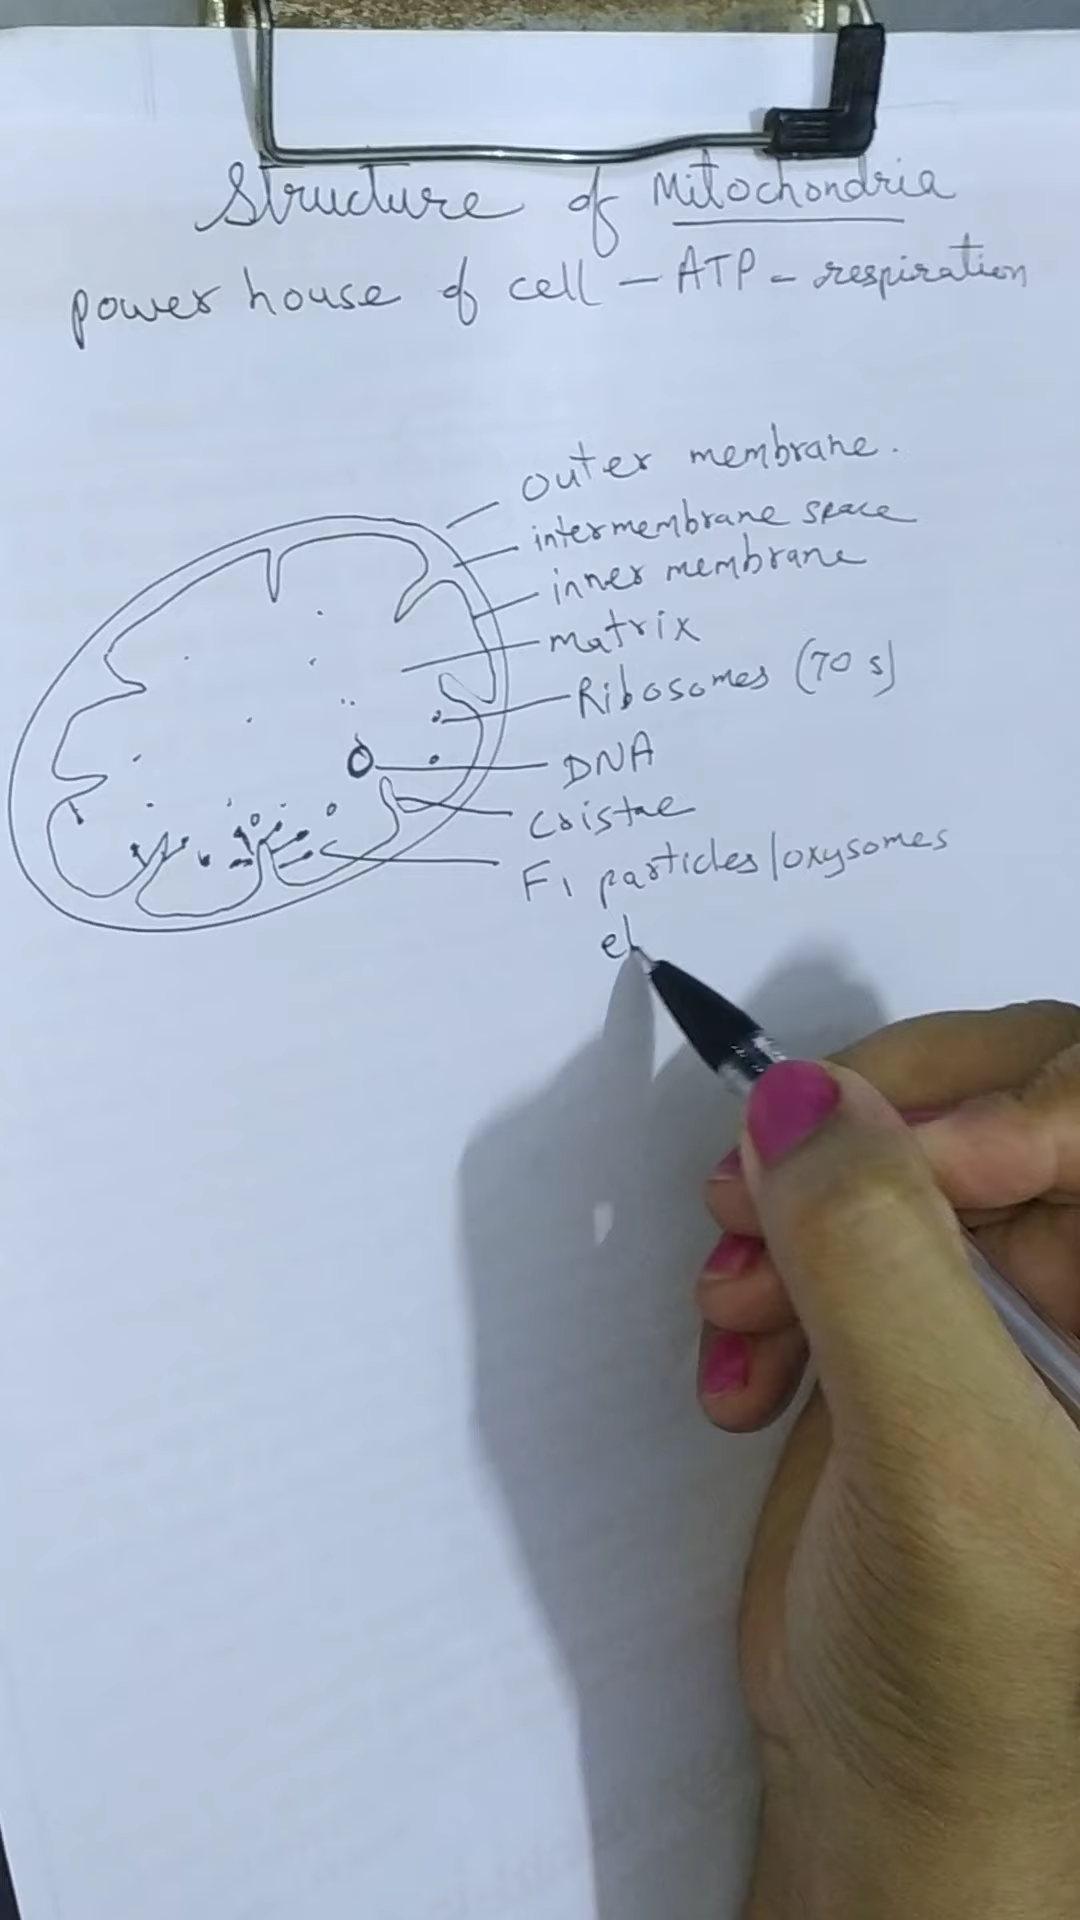 Structure of Mitochondria
power house of cell - ATP - respiration
outer membrane.
intermembrane space
inner membrane
matrix
Ribosomes (70 s)
DNA
Cristae
F1 particles/oxysomes
el